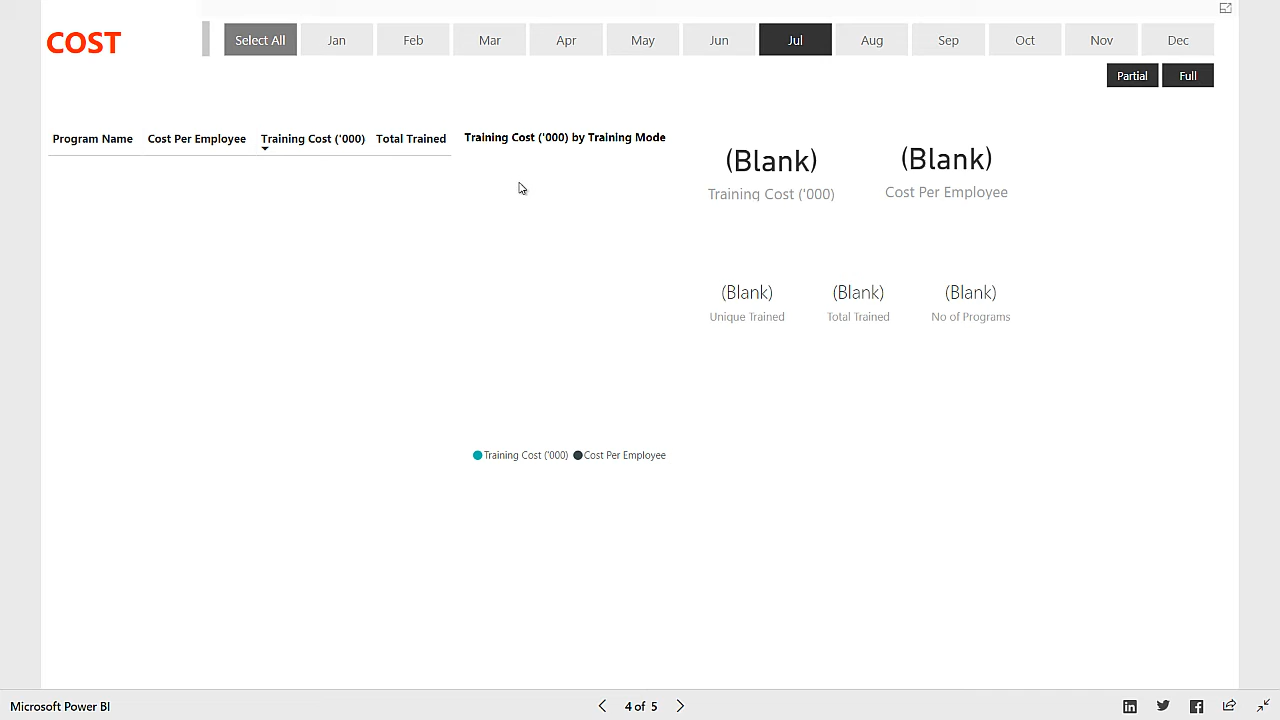 COST
Select All Jan Feb Mar Apr May Jun Jul Aug Sep Oct Nov Dec
Partial Full
Program Name Cost Per Employee Training Cost ('000) Total Trained
Training Cost ('000) by Training Mode
(Blank) (Blank)
Training Cost ('000) Cost Per Employee
(Blank) (Blank) (Blank)
Unique Trained Total Trained No of Programs
Training Cost ('000) Cost Per Employee
Microsoft Power BI 4 of 5